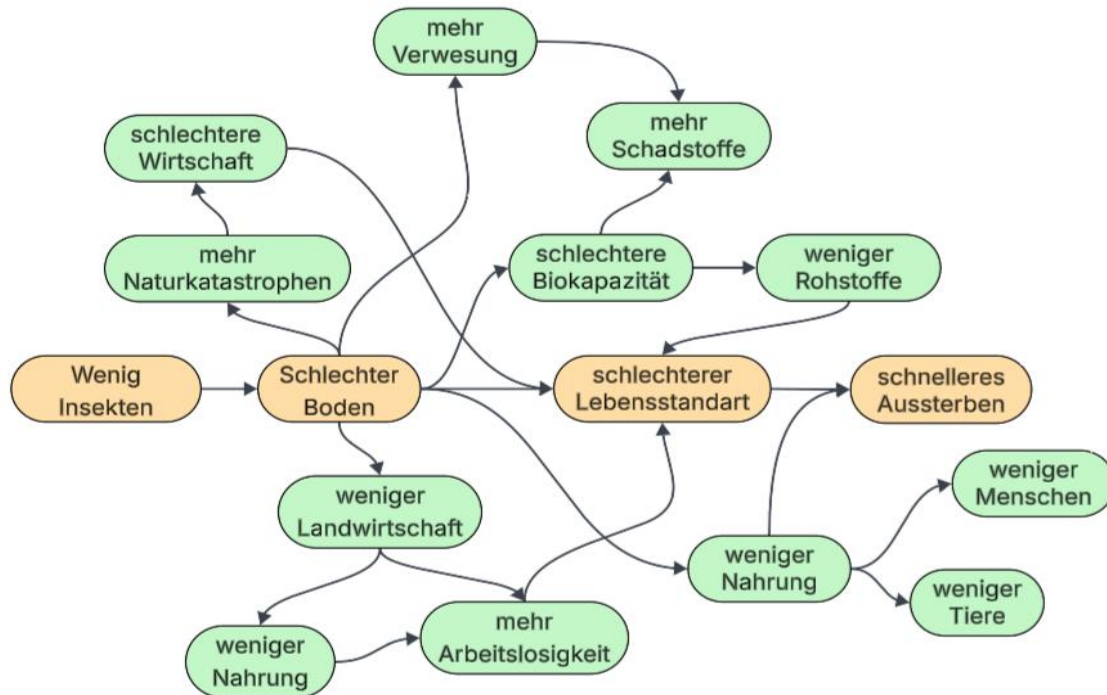 mehr
Verwesung
schlechtere
Wirtschaft
mehr
Schadstoffe
mehr
Naturkatastrophen
schlechtere
Biokapazität
weniger
Rohstoffe
Wenig
Insekten
Schlechter
Boden
schlechterer
Lebensstandart
schnelleres
Aussterben
weniger
Landwirtschaft
weniger
Menschen
weniger
Nahrung
weniger
Tiere
weniger
Nahrung
mehr
Arbeitslosigkeit